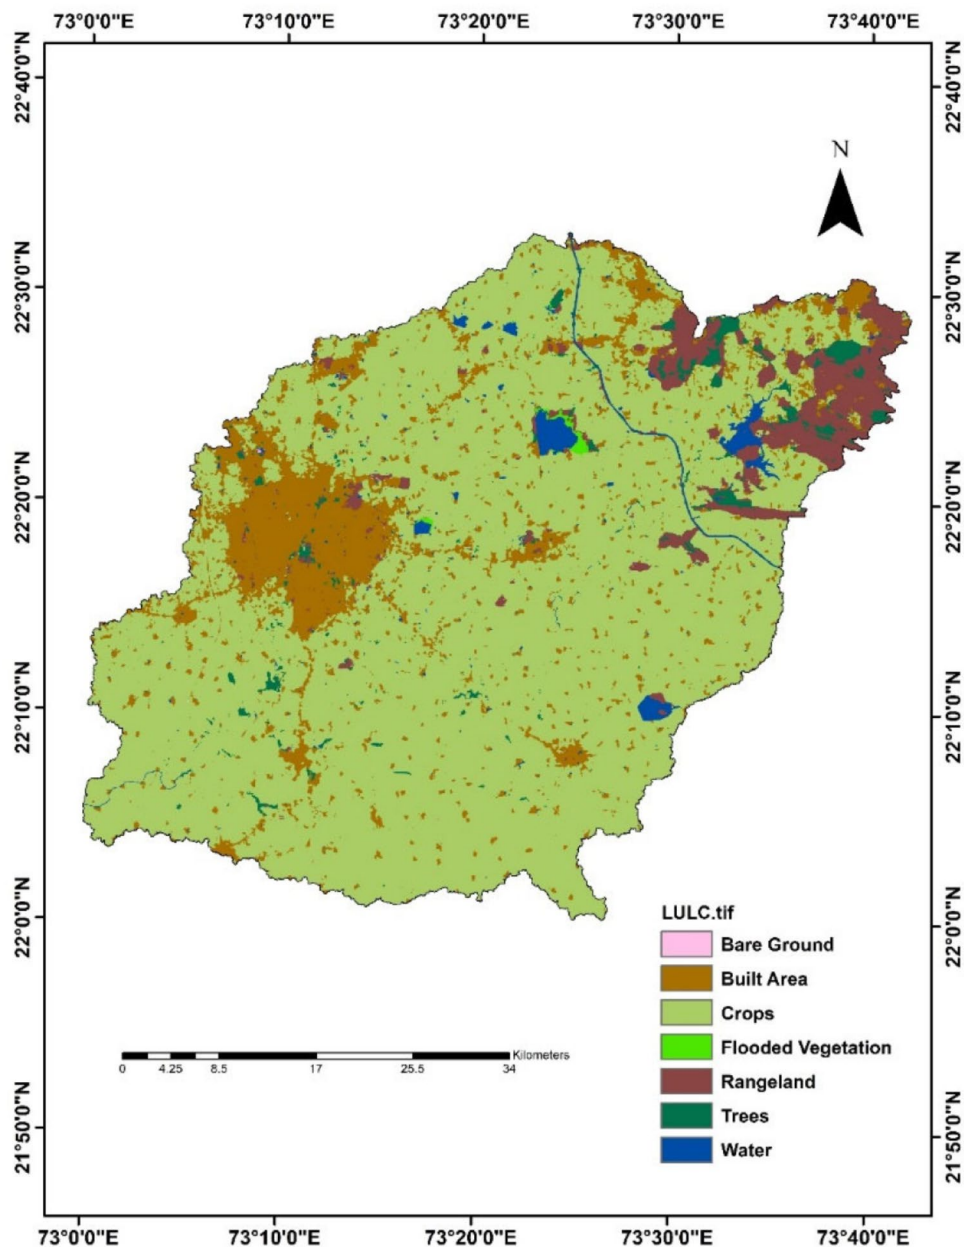 73°0'0"E 73°10'0"E 73°20'0"E 73°30'0"E 73°40'0"E
22°40'0"N 22°40'0"N
N
22°30'0"N 22°30'0"N
22°20'0"N 22°20'0"N
22°10'0"N 22°10'0"N
22°0'0"N 22°0'0"N
LULC.tif
Bare Ground
Built Area
Crops
Flooded Vegetation
Rangeland
Trees
Water
Kilometers
0 4.25 8.5 17 25.5 34
21°50'0"N 21°50'0"N
73°0'0"E 73°10'0"E 73°20'0"E 73°30'0"E 73°40'0"E